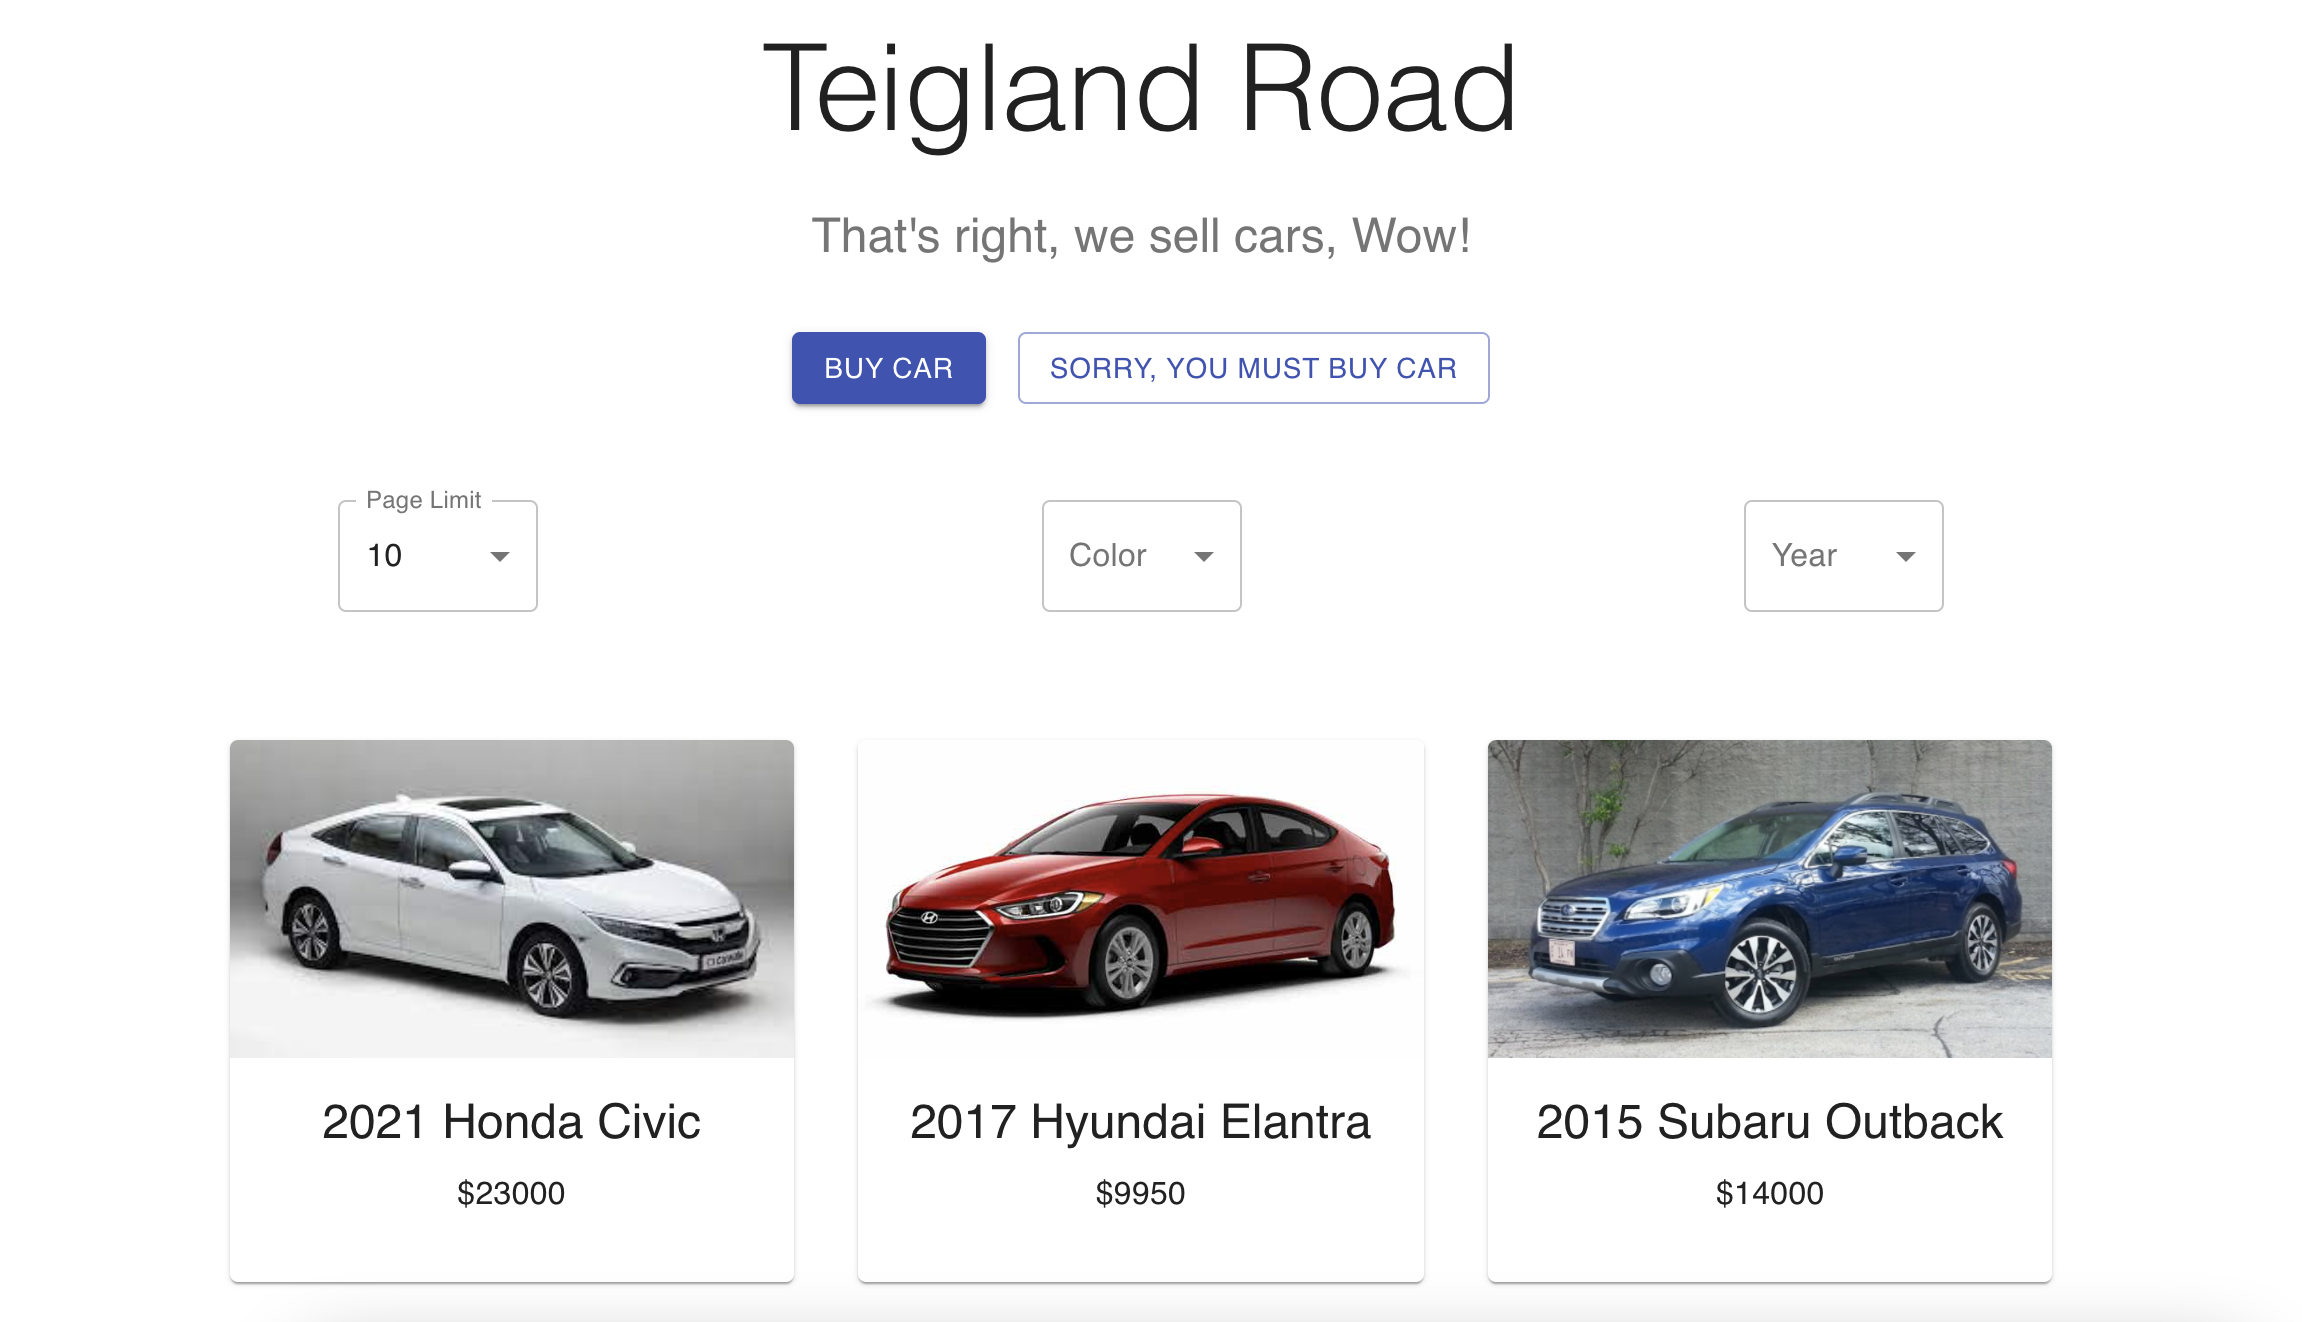 Teigland Road
That's right, we sell cars, Wow!
BUY CAR
SORRY, YOU MUST BUY CAR
Page Limit
10
Color
Year
2021 Honda Civic
$23000
2017 Hyundai Elantra
$9950
2015 Subaru Outback
$14000